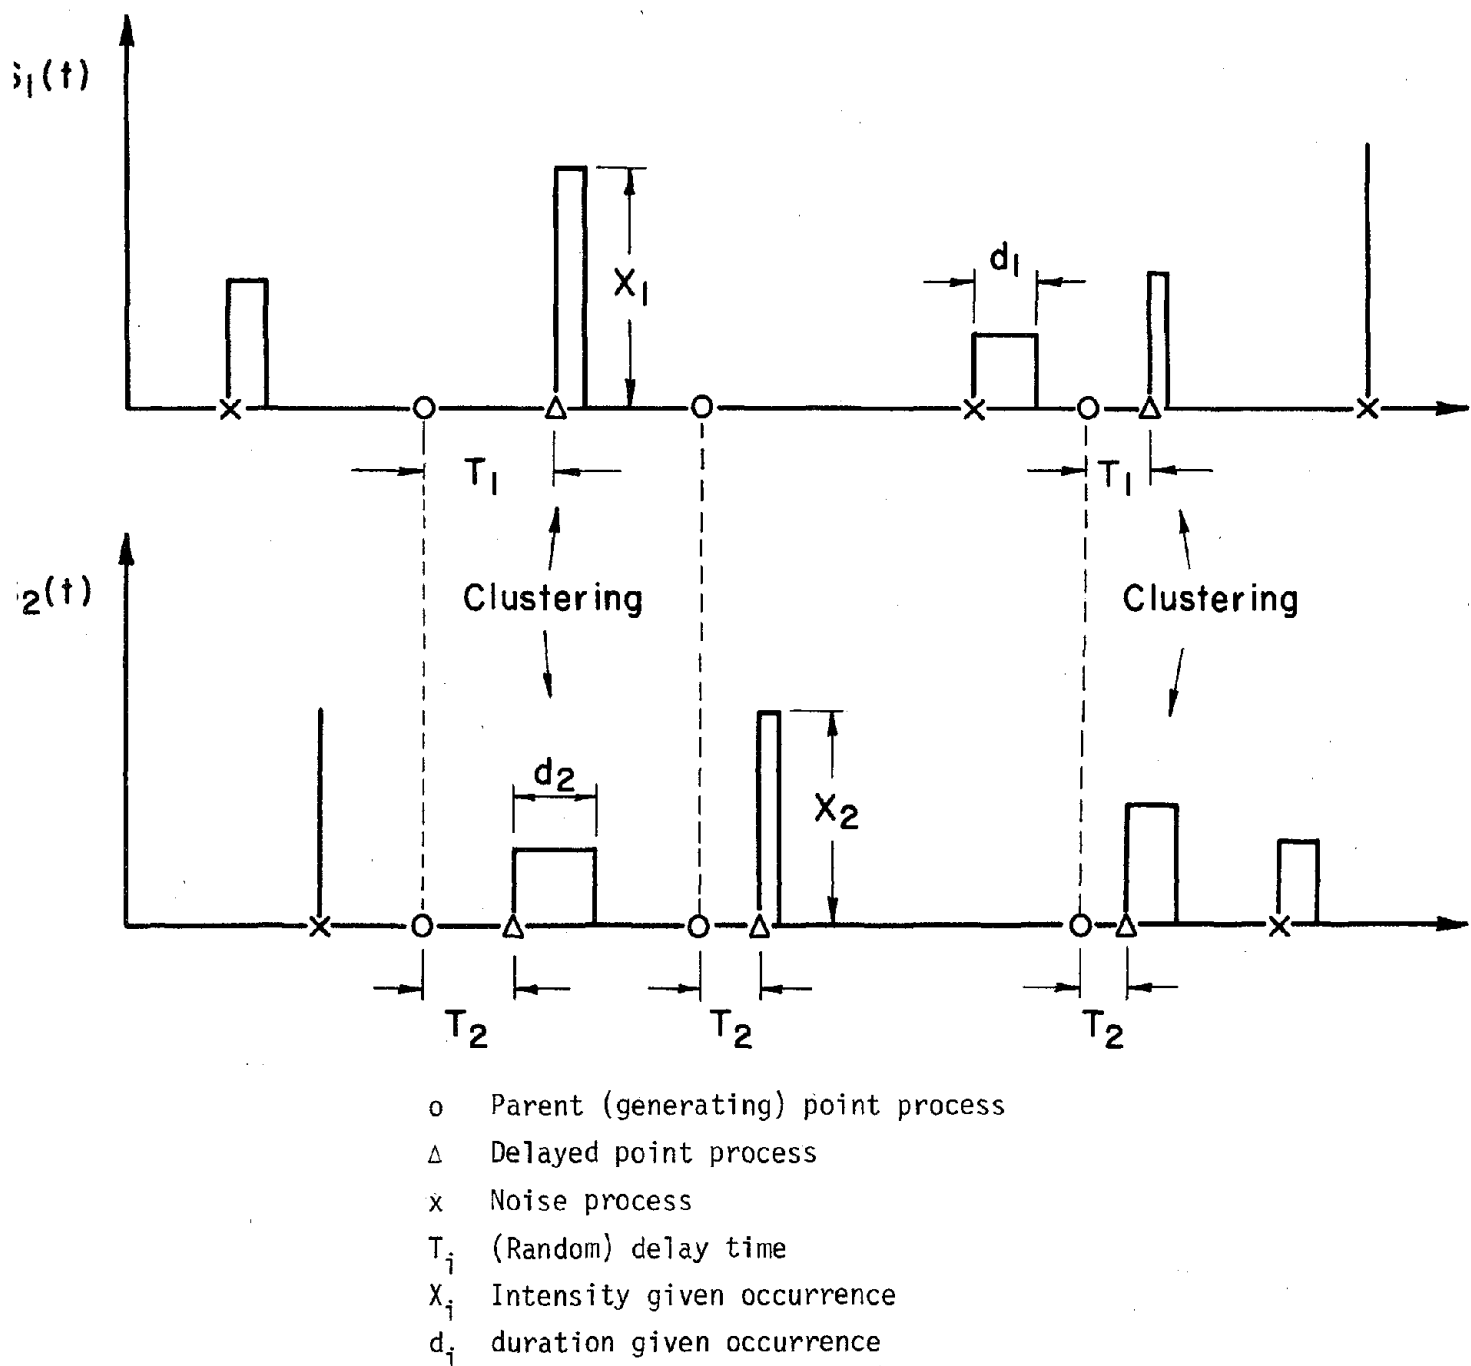 S₁(t)
X₁
d₁
T₁
T₁
Clustering
Clustering
₂(t)
d₂
X₂
T₂
T₂
T₂
o Parent (generating) point process
Δ Delayed point process
x Noise process
Tᵢ (Random) delay time
Xᵢ Intensity given occurrence
dᵢ duration given occurrence